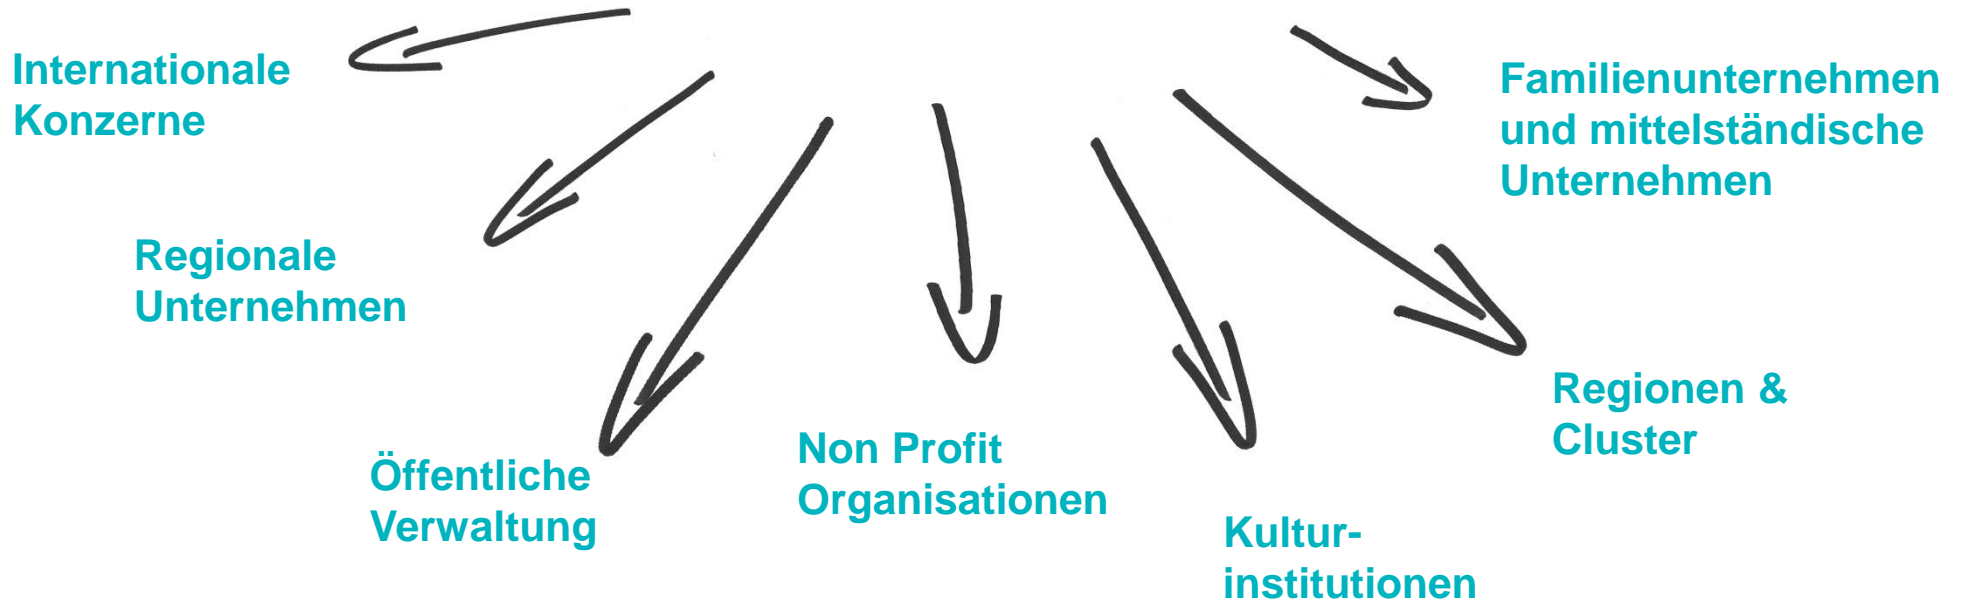 Internationale
Konzerne
Regionale
Unternehmen
Öffentliche
Verwaltung
Non Profit
Organisationen
Kultur-
institutionen
Regionen &
Cluster
Familienunternehmen
und mittelständische
Unternehmen